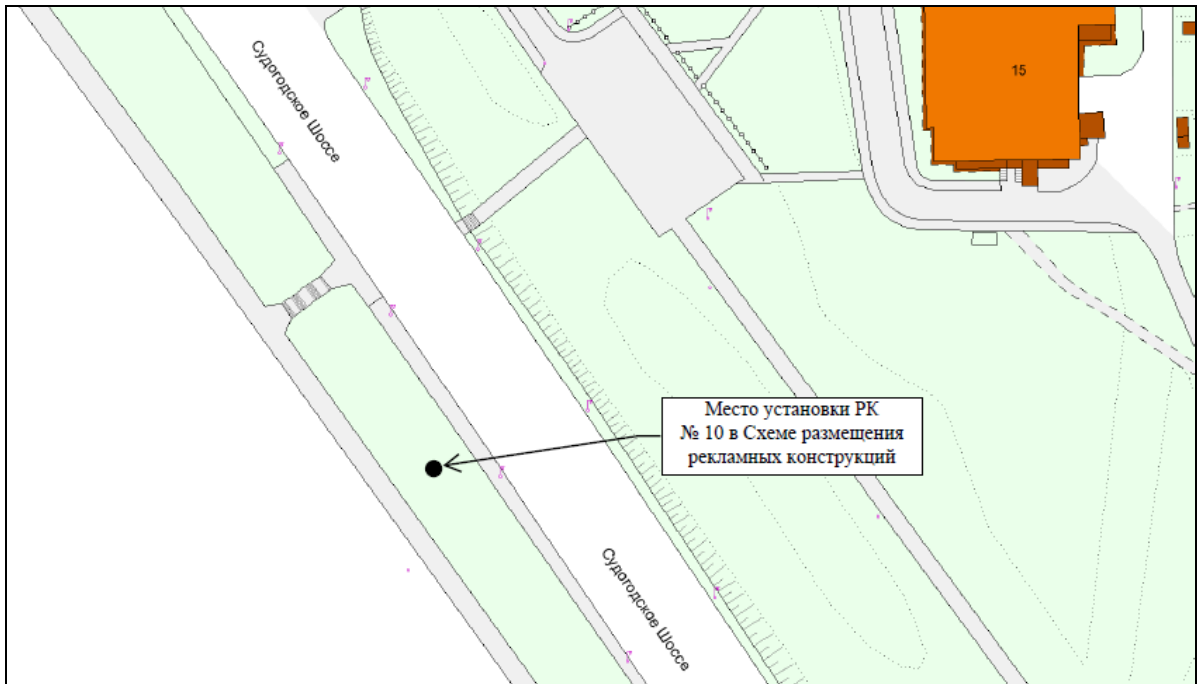 Судогодское Шоссе
15
Место установки РК
№ 10 в Схеме размещения
рекламных конструкций
Судогодское Шоссе